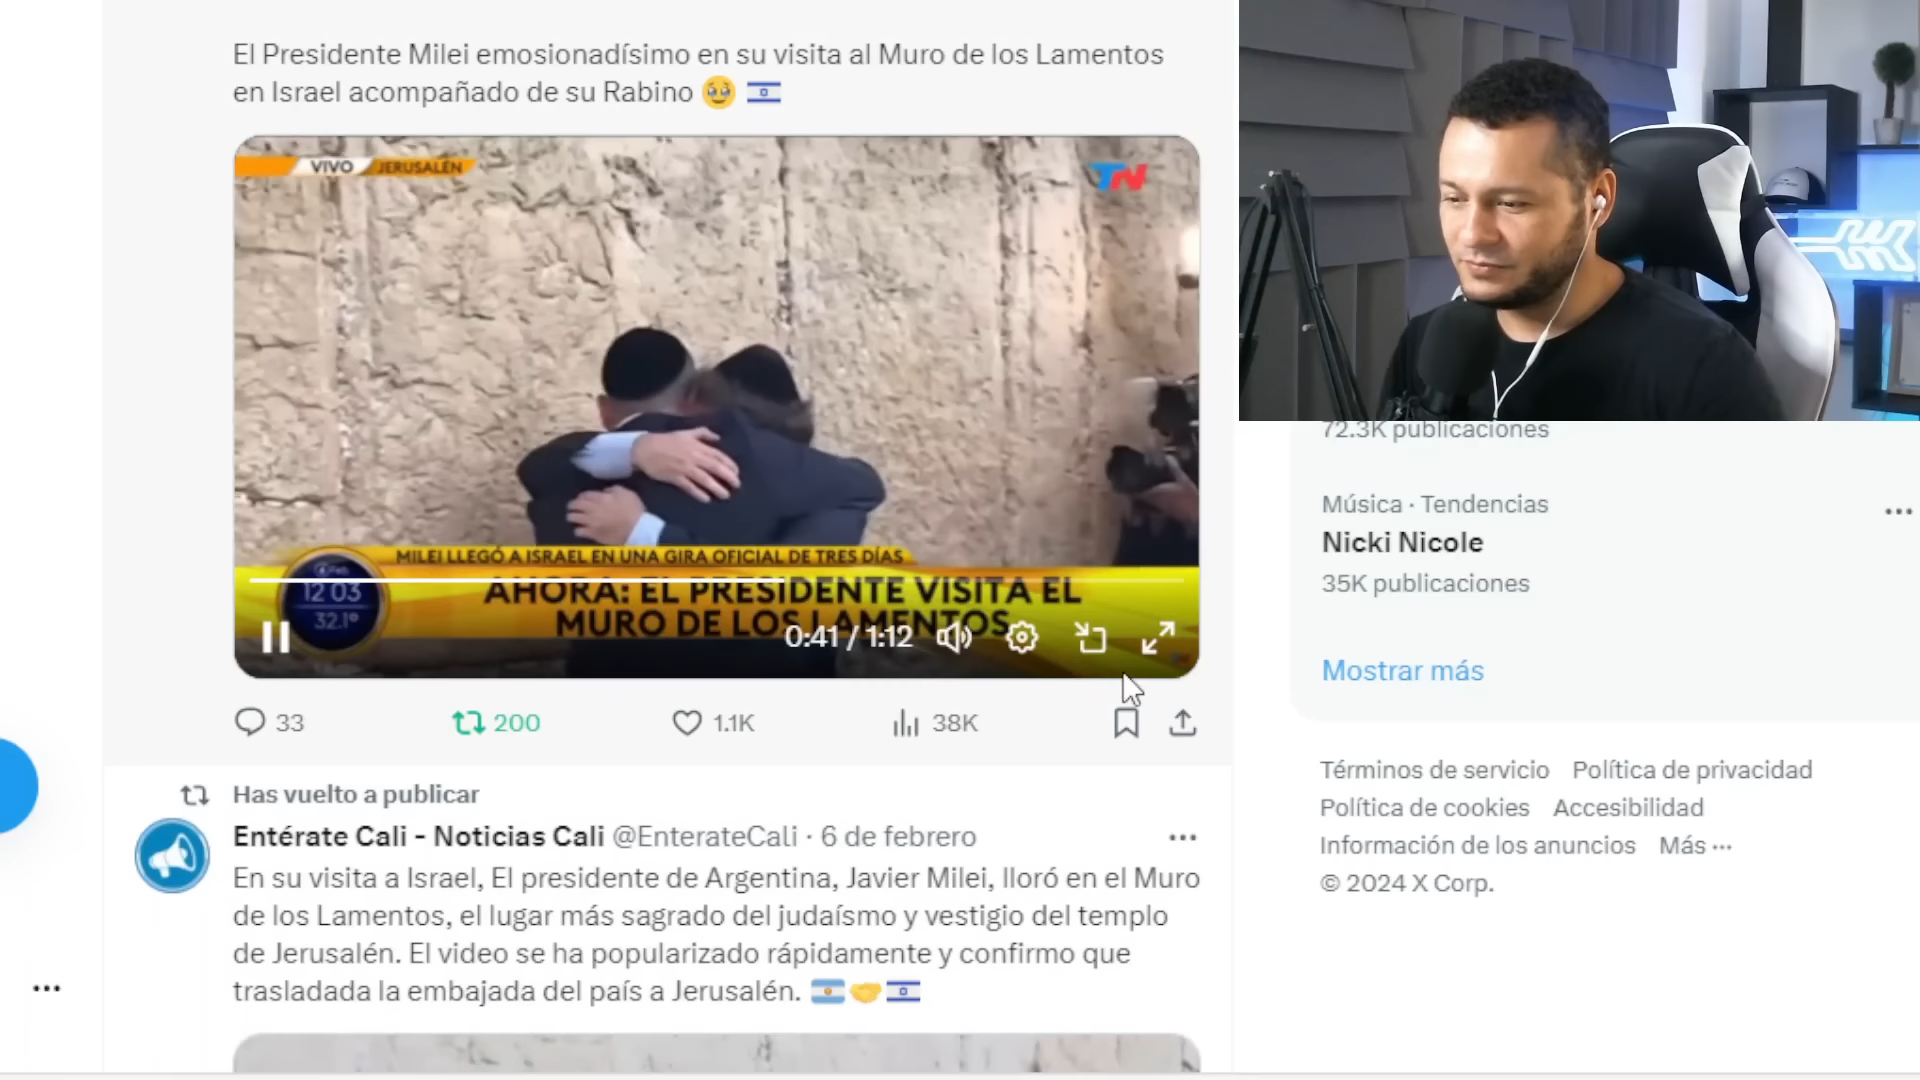 El Presidente Milei emosionadísimo en su visita al Muro de los Lamentos
en Israel acompañado de su Rabino
VIVO JERUSALÉN
TN
MILEI LLEGÓ A ISRAEL EN UNA GIRA OFICIAL DE TRES DÍAS
12 03
32.1°
AHORA: EL PRESIDENTE VISITA EL
MURO DE LOS LAMENTOS
0:41 / 1:12
33
200
1.1K
38K
Has vuelto a publicar
Entérate Cali - Noticias Cali @EnterateCali · 6 de febrero
En su visita a Israel, El presidente de Argentina, Javier Milei, lloró en el Muro
de los Lamentos, el lugar más sagrado del judaísmo y vestigio del templo
de Jerusalén. El video se ha popularizado rápidamente y confirmo que
trasladada la embajada del país a Jerusalén.
72.3K publicaciones
Música · Tendencias
Nicki Nicole
35K publicaciones
Mostrar más
Términos de servicio Política de privacidad
Política de cookies Accesibilidad
Información de los anuncios Más ···
© 2024 X Corp.